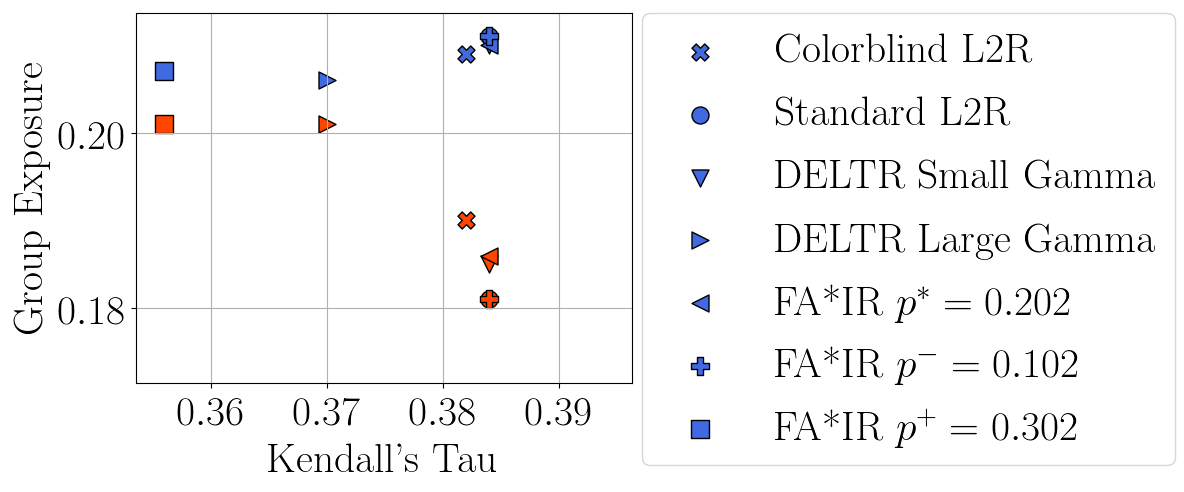 Group Exposure
0.20
0.18
0.36 0.37 0.38 0.39
Kendall's Tau
Colorblind L2R
Standard L2R
DELTR Small Gamma
DELTR Large Gamma
FA*IR p* = 0.202
FA*IR p⁻ = 0.102
FA*IR p⁺ = 0.302